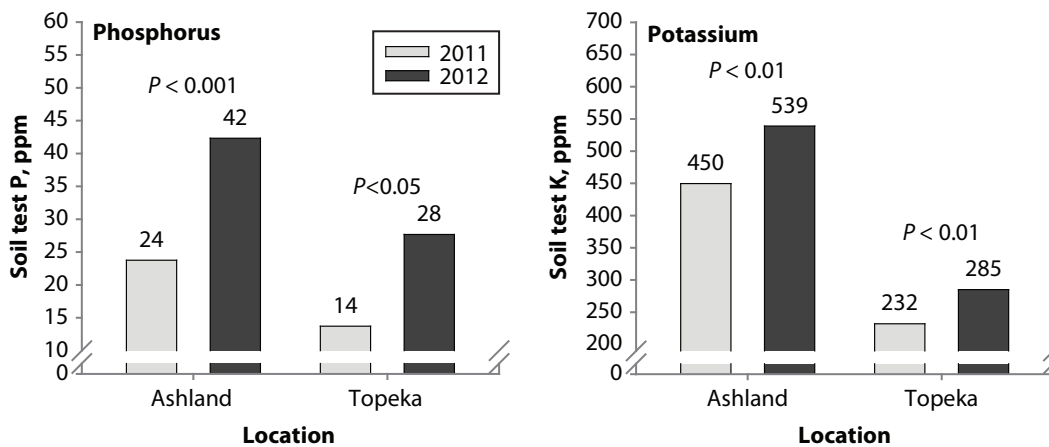 Phosphorus
2011
2012
60
55
50
45
40
35
30
25
20
15
10
0
Soil test P, ppm
P < 0.001
24
42
P<0.05
14
28
Ashland
Topeka
Location
Potassium
700
650
600
550
500
450
400
350
300
250
200
0
Soil test K, ppm
P < 0.01
450
539
P < 0.01
232
285
Ashland
Topeka
Location